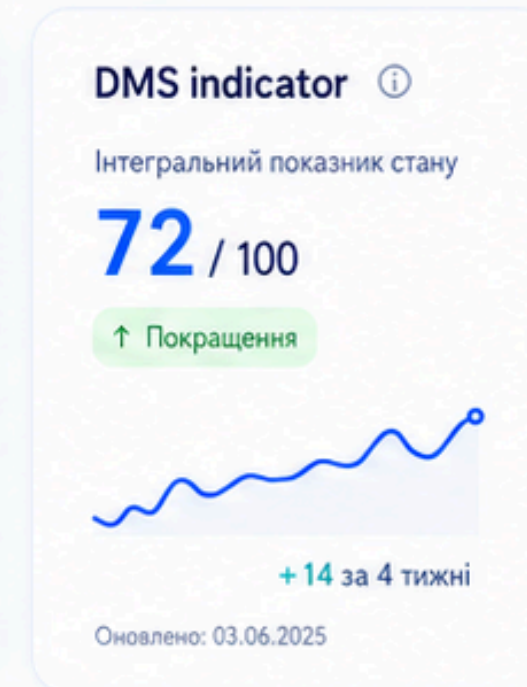 DMS indicator
Інтегральний показник стану
72 / 100
↑ Покращення
+14 за 4 тижні
Оновлено: 03.06.2025